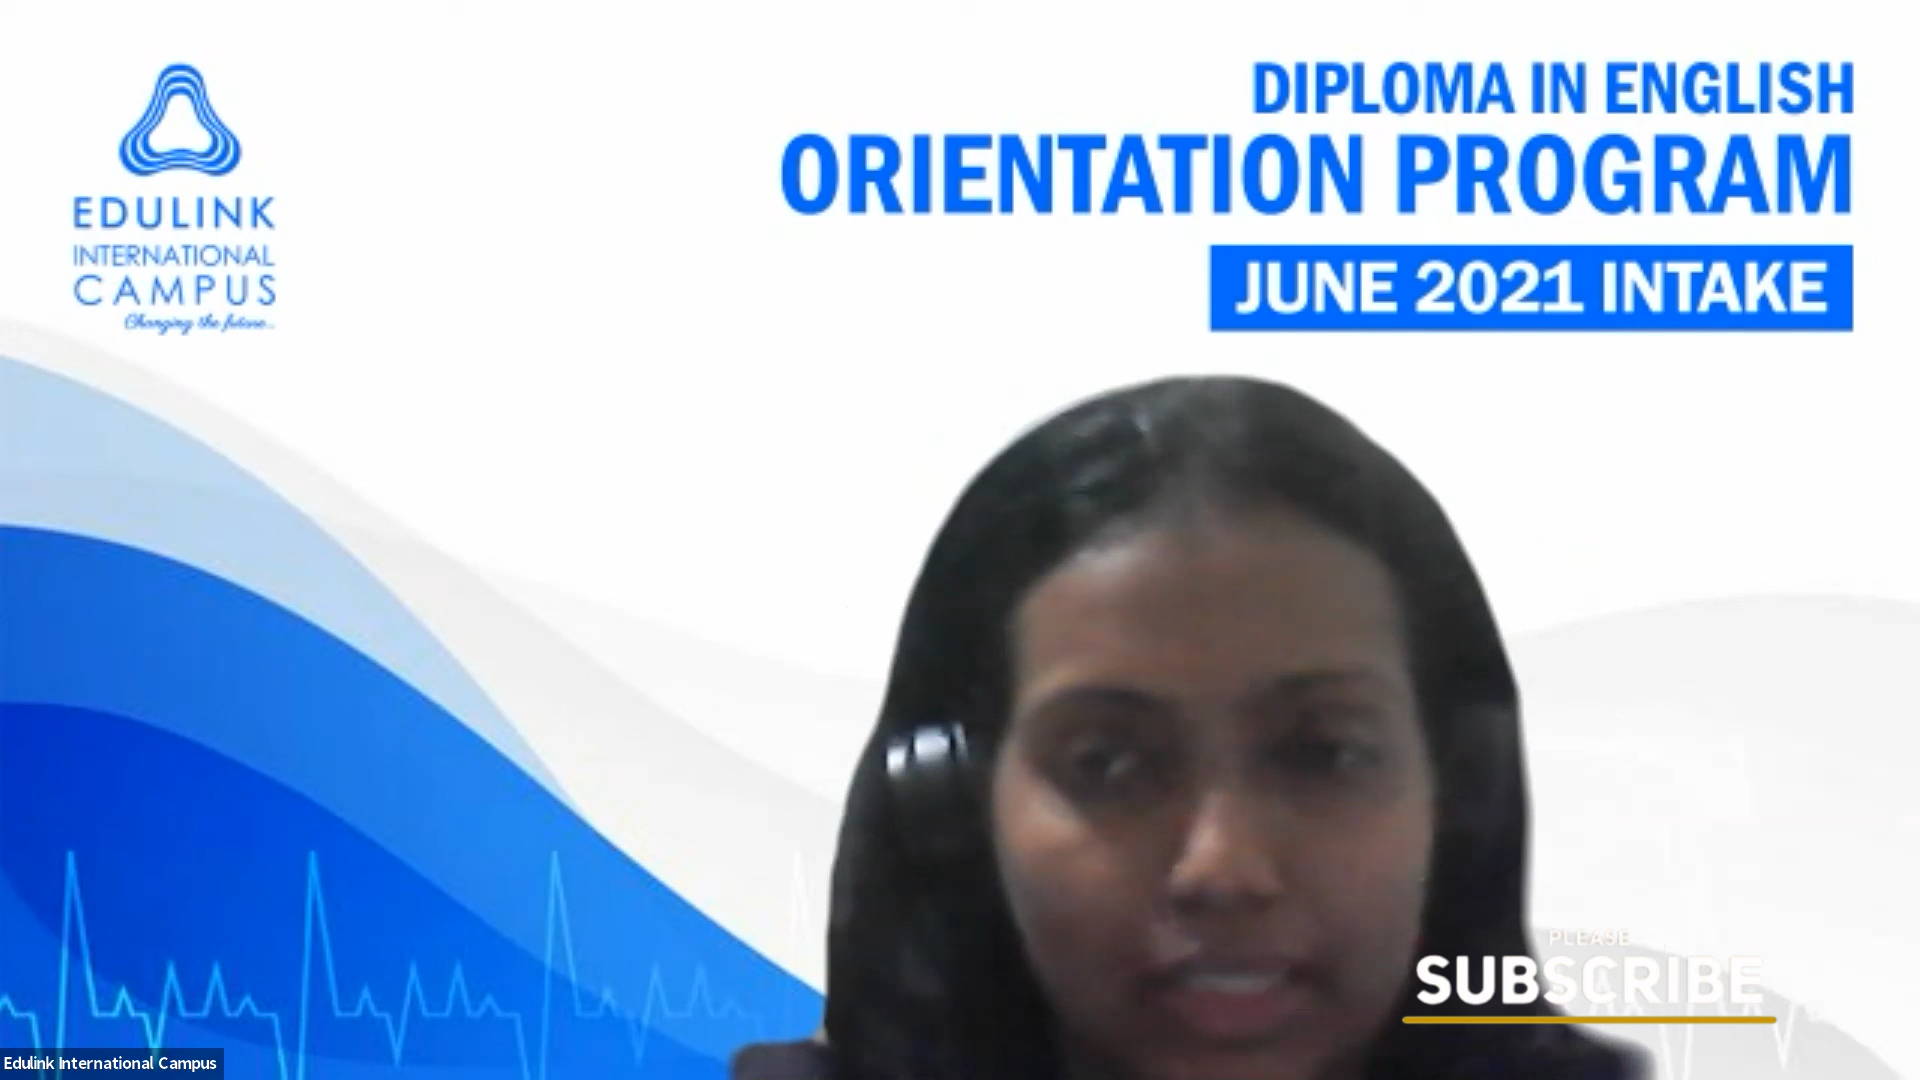 EDULINK
INTERNATIONAL
CAMPUS
Changing the future...
DIPLOMA IN ENGLISH
ORIENTATION PROGRAM
JUNE 2021 INTAKE
PLEASE
SUBSCRIBE
Edulink International Campus